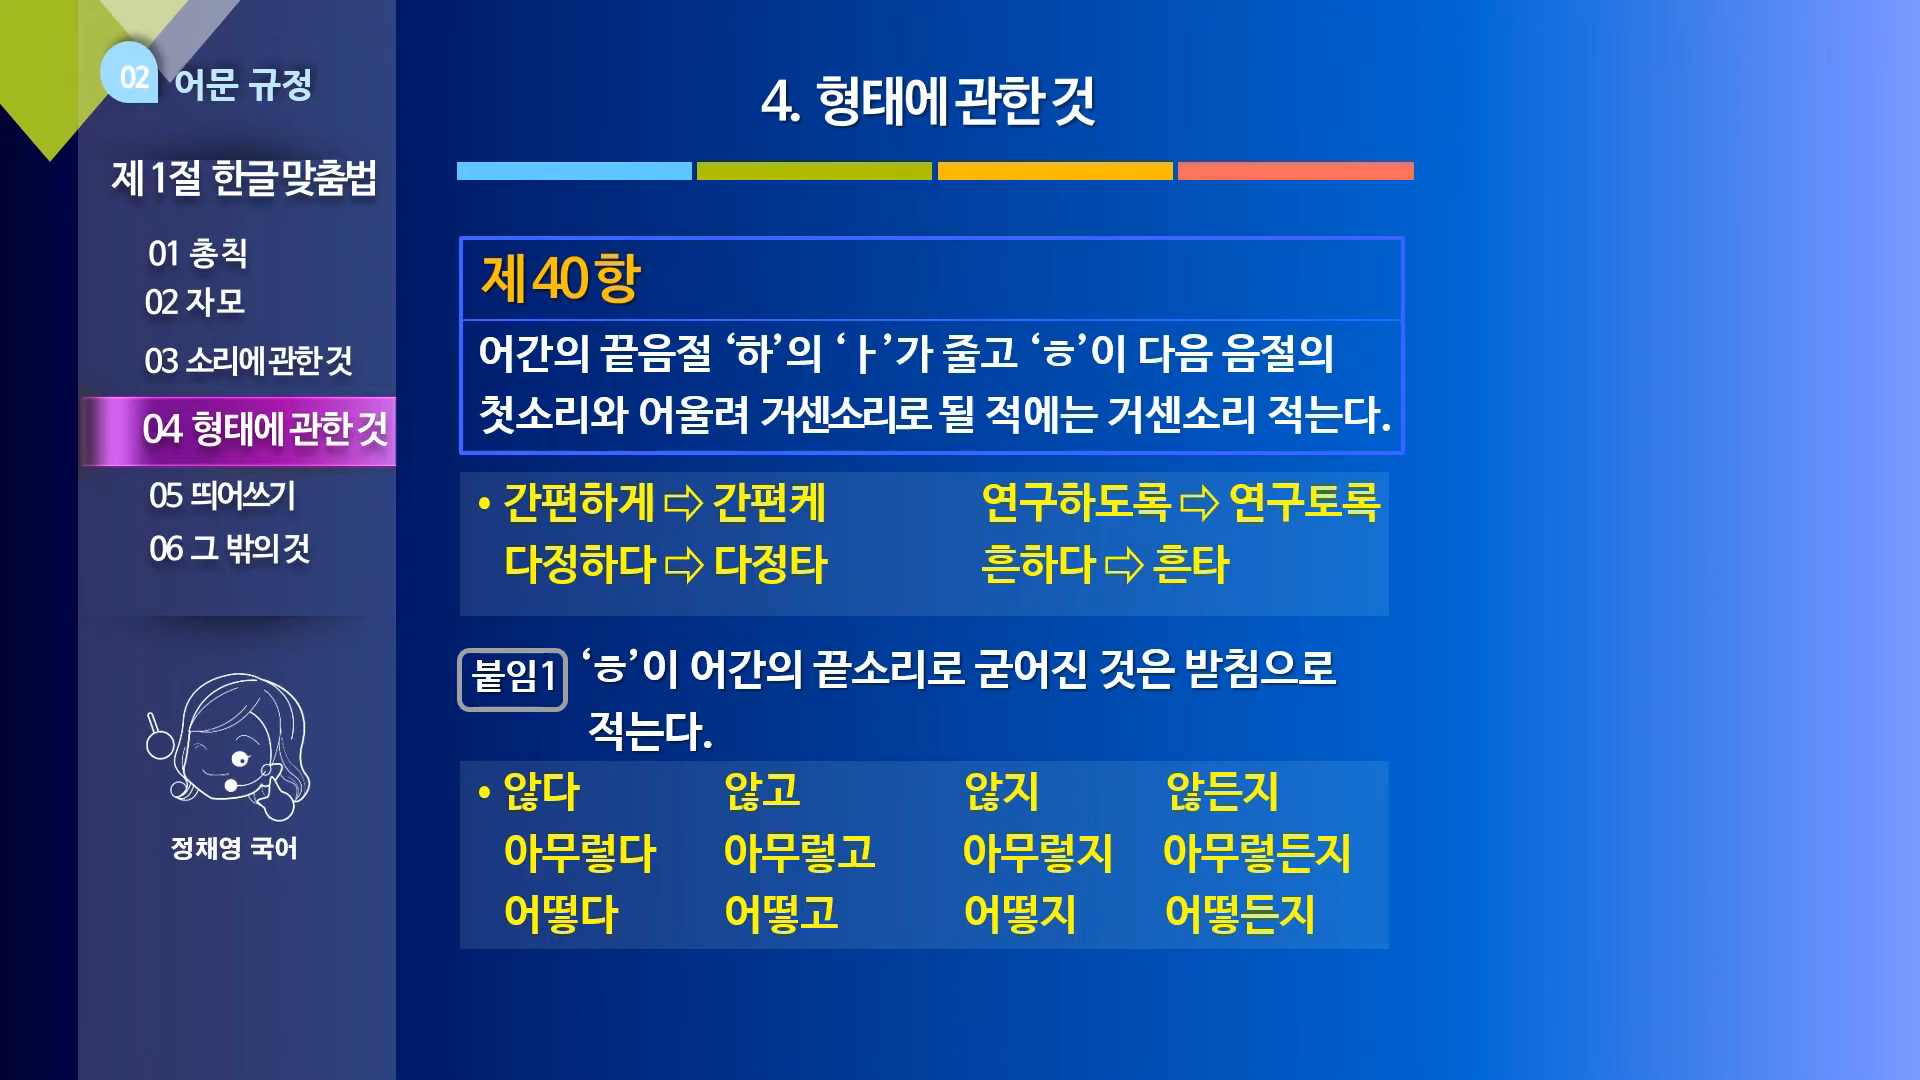 02 어문 규정
제1절 한글 맞춤법
01 총칙
02 자모
03 소리에 관한 것
04 형태에 관한 것
05 띄어쓰기
06 그 밖의 것
정채영 국어
4. 형태에 관한 것
제40항
어간의 끝음절 ‘하’의 ‘ㅏ’가 줄고 ‘ㅎ’이 다음 음절의
첫소리와 어울려 거센소리로 될 적에는 거센소리 적는다.
• 간편하게 ⇨ 간편케 연구하도록 ⇨ 연구토록
다정하다 ⇨ 다정타 흔하다 ⇨ 흔타
붙임1 ‘ㅎ’이 어간의 끝소리로 굳어진 것은 받침으로
적는다.
• 않다 않고 않지 않든지
아무렇다 아무렇고 아무렇지 아무렇든지
어떻다 어떻고 어떻지 어떻든지